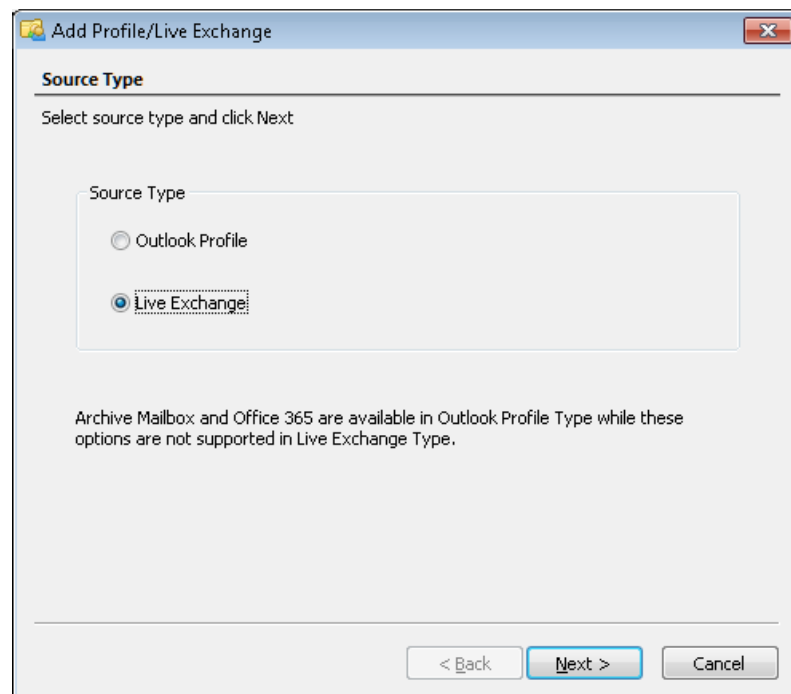 Add Profile/Live Exchange
Source Type
Select source type and click Next
Source Type
Outlook Profile
Live Exchange
Archive Mailbox and Office 365 are available in Outlook Profile Type while these
options are not supported in Live Exchange Type.
< Back
Next >
Cancel